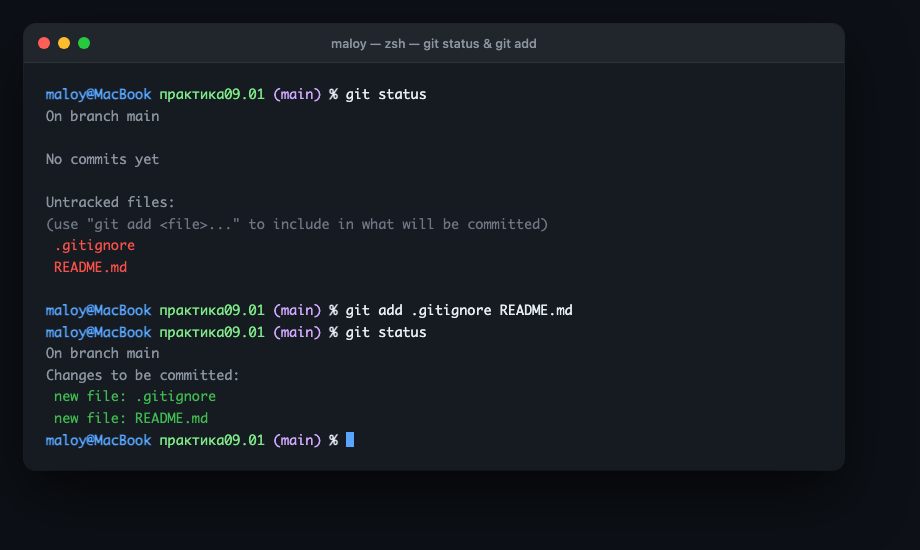 maloy — zsh — git status & git add
maloy@MacBook практика09.01 (main) % git status
On branch main
No commits yet
Untracked files:
(use "git add <file>..." to include in what will be committed)
.gitignore
README.md
maloy@MacBook практика09.01 (main) % git add .gitignore README.md
maloy@MacBook практика09.01 (main) % git status
On branch main
Changes to be committed:
new file: .gitignore
new file: README.md
maloy@MacBook практика09.01 (main) %